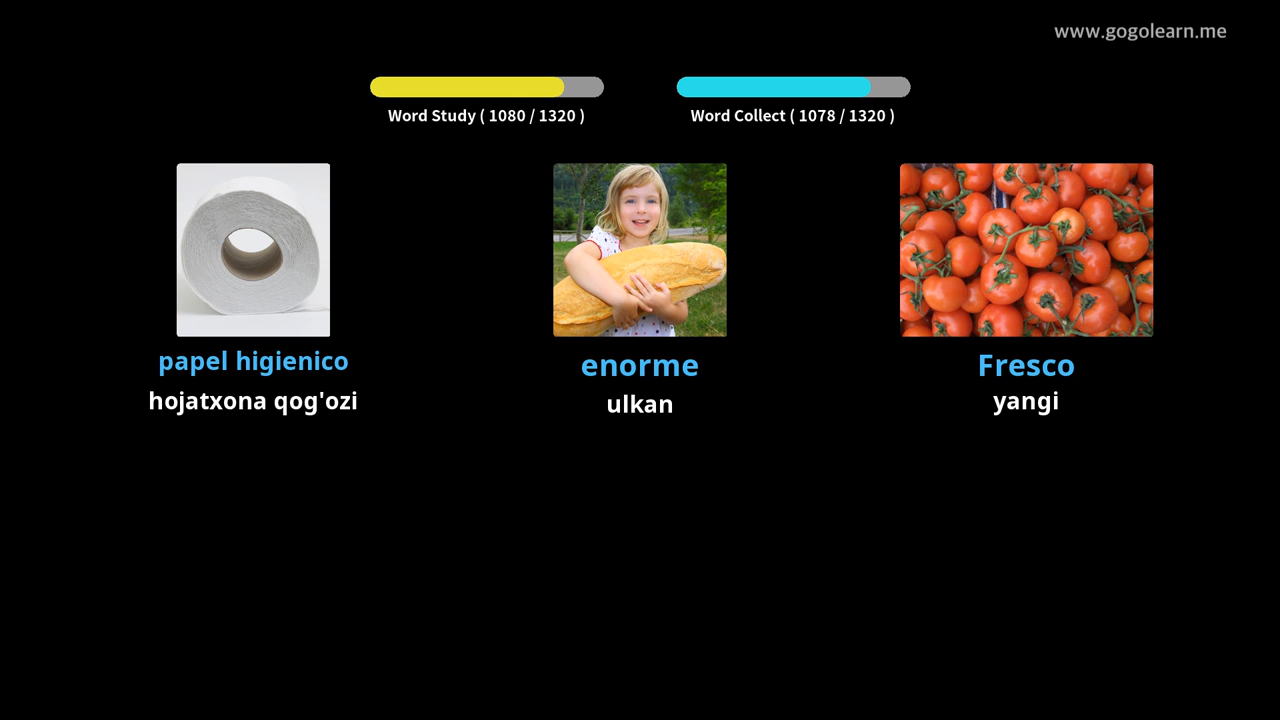 www.gogolearn.me
Word Study ( 1080 / 1320 )
Word Collect ( 1078 / 1320 )
papel higienico
hojatxona qog'ozi
enorme
ulkan
Fresco
yangi